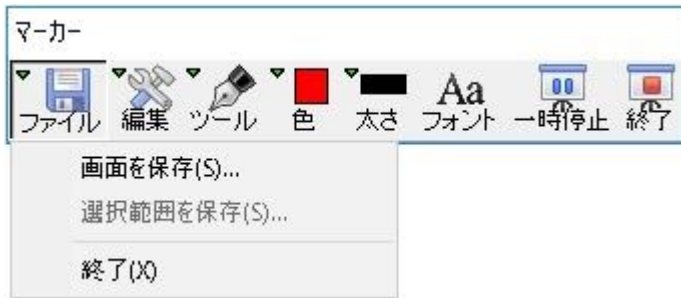 マーカー
ファイル 編集 ツール 色 太さ Aa フォント 一時停止 終了
画面を保存(S)...
選択範囲を保存(S)...
終了(X)